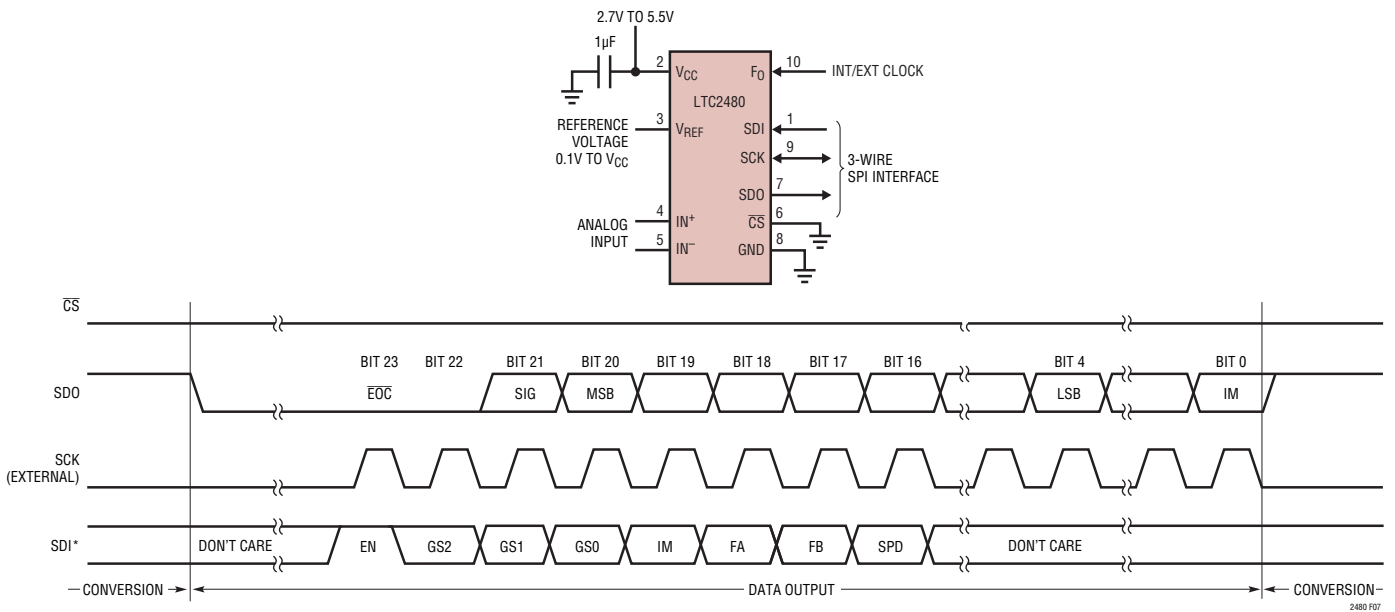 2.7V TO 5.5V
1µF
2
VCC
FO
10
INT/EXT CLOCK
LTC2480
REFERENCE
VOLTAGE
0.1V TO VCC
3
VREF
SDI
1
SCK
9
3-WIRE
SPI INTERFACE
SDO
7
ANALOG
INPUT
4
IN+
CS
6
5
IN–
GND
8
CS
BIT 23 BIT 22 BIT 21 BIT 20 BIT 19 BIT 18 BIT 17 BIT 16 BIT 4 BIT 0
SDO
EOC SIG MSB LSB IM
SCK
(EXTERNAL)
SDI*
DON'T CARE EN GS2 GS1 GS0 IM FA FB SPD DON'T CARE
CONVERSION DATA OUTPUT CONVERSION
2480 F07